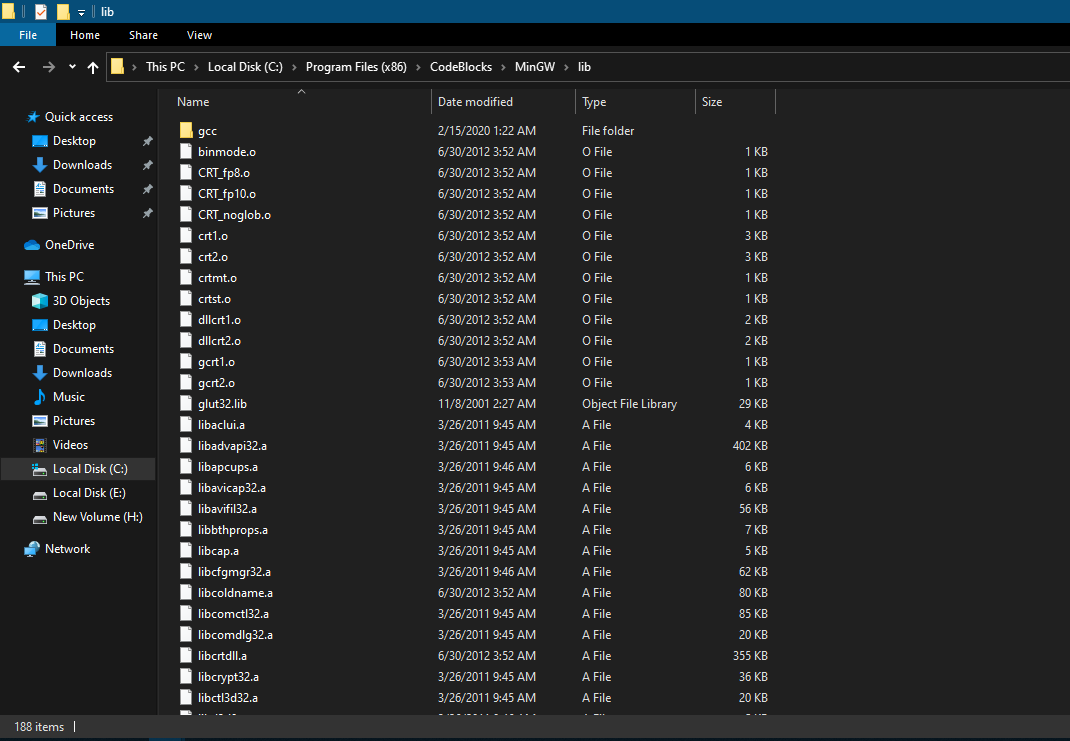 lib
File Home Share View
This PC Local Disk (C:) Program Files (x86) CodeBlocks MinGW lib
Quick access
Desktop
Downloads
Documents
Pictures
OneDrive
This PC
3D Objects
Desktop
Documents
Downloads
Music
Pictures
Videos
Local Disk (C:)
Local Disk (E:)
New Volume (H:)
Network
Name Date modified Type Size
gcc 2/15/2020 1:22 AM File folder
binmode.o 6/30/2012 3:52 AM O File 1 KB
CRT_fp8.o 6/30/2012 3:52 AM O File 1 KB
CRT_fp10.o 6/30/2012 3:52 AM O File 1 KB
CRT_noglob.o 6/30/2012 3:52 AM O File 1 KB
crt1.o 6/30/2012 3:52 AM O File 3 KB
crt2.o 6/30/2012 3:52 AM O File 3 KB
crtmt.o 6/30/2012 3:52 AM O File 1 KB
crtst.o 6/30/2012 3:52 AM O File 1 KB
dllcrt1.o 6/30/2012 3:52 AM O File 2 KB
dllcrt2.o 6/30/2012 3:52 AM O File 2 KB
gcrt1.o 6/30/2012 3:53 AM O File 1 KB
gcrt2.o 6/30/2012 3:53 AM O File 1 KB
glut32.lib 11/8/2001 2:27 AM Object File Library 29 KB
libaclui.a 3/26/2011 9:45 AM A File 4 KB
libadvapi32.a 3/26/2011 9:45 AM A File 402 KB
libapcups.a 3/26/2011 9:46 AM A File 6 KB
libavicap32.a 3/26/2011 9:45 AM A File 6 KB
libavifil32.a 3/26/2011 9:45 AM A File 56 KB
libbthprops.a 3/26/2011 9:45 AM A File 7 KB
libcap.a 3/26/2011 9:45 AM A File 5 KB
libcfgmgr32.a 3/26/2011 9:46 AM A File 62 KB
libcoldname.a 6/30/2012 3:52 AM A File 80 KB
libcomctl32.a 3/26/2011 9:45 AM A File 85 KB
libcomdlg32.a 3/26/2011 9:45 AM A File 20 KB
libcrtdll.a 6/30/2012 3:52 AM A File 355 KB
libcrypt32.a 3/26/2011 9:45 AM A File 36 KB
libctl3d32.a 3/26/2011 9:45 AM A File 20 KB
188 items